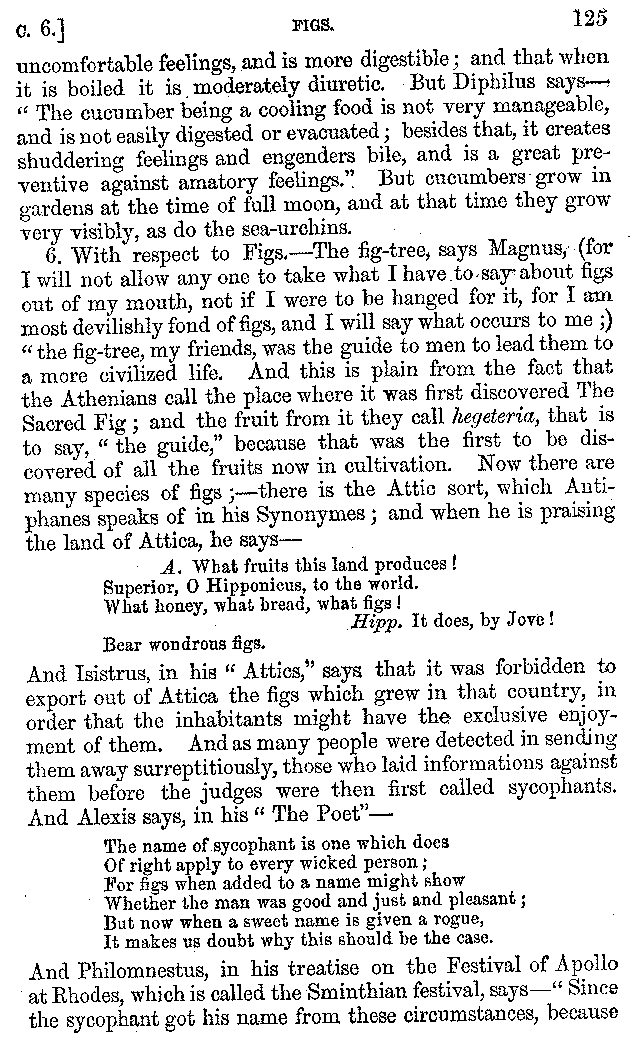 C. 6.] FIGS. 125
uncomfortable feelings, and is more digestible; and that when
it is boiled it is moderately diuretic. But Diphilus says—
“ The cucumber being a cooling food is not very manageable,
and is not easily digested or evacuated; besides that, it creates
shuddering feelings and engenders bile, and is a great pre-
ventive against amatory feelings.” But cucumbers grow in
gardens at the time of full moon, and at that time they grow
very visibly, as do the sea-urchins.
6. With respect to Figs.—The fig-tree, says Magnus, (for
I will not allow any one to take what I have to say about figs
out of my mouth, not if I were to be hanged for it, for I am
most devilishly fond of figs, and I will say what occurs to me ;)
“ the fig-tree, my friends, was the guide to men to lead them to
a more civilized life. And this is plain from the fact that
the Athenians call the place where it was first discovered The
Sacred Fig ; and the fruit from it they call hegeteria, that is
to say, “ the guide,” because that was the first to be dis-
covered of all the fruits now in cultivation. Now there are
many species of figs ;—there is the Attic sort, which Anti-
phanes speaks of in his Synonymes ; and when he is praising
the land of Attica, he says—
A. What fruits this land produces !
Superior, O Hipponicus, to the world.
What honey, what bread, what figs !
Hipp. It does, by Jove !
Bear wondrous figs.
And Isistrus, in his “ Attics,” says that it was forbidden to
export out of Attica the figs which grew in that country, in
order that the inhabitants might have the exclusive enjoy-
ment of them. And as many people were detected in sending
them away surreptitiously, those who laid informations against
them before the judges were then first called sycophants.
And Alexis says, in his “ The Poet”—
The name of sycophant is one which does
Of right apply to every wicked person ;
For figs when added to a name might show
Whether the man was good and just and pleasant ;
But now when a sweet name is given a rogue,
It makes us doubt why this should be the case.
And Philomnestus, in his treatise on the Festival of Apollo
at Rhodes, which is called the Sminthian festival, says—“ Since
the sycophant got his name from these circumstances, because